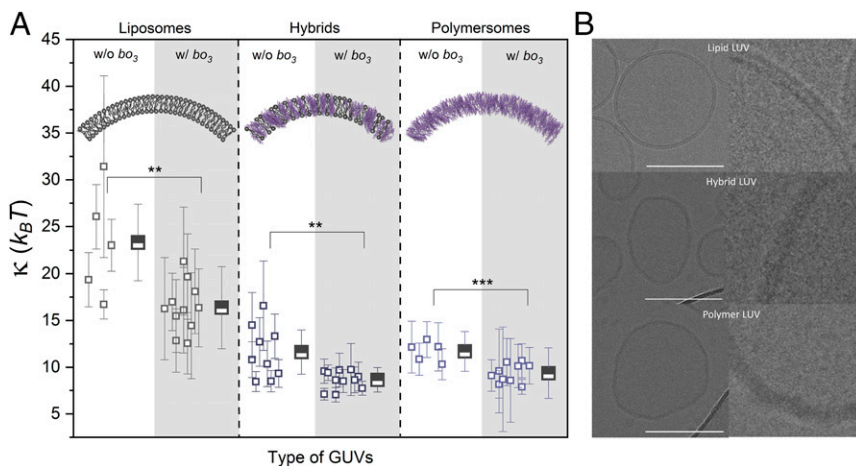 A
Liposomes Hybrids Polymersomes
w/o bo₃ w/ bo₃ w/o bo₃ w/ bo₃ w/o bo₃ w/ bo₃
45
40
35
30
25
20
15
10
5
κ (k_BT)
**
**
***
Type of GUVs
B
Lipid LUV
Hybrid LUV
Polymer LUV